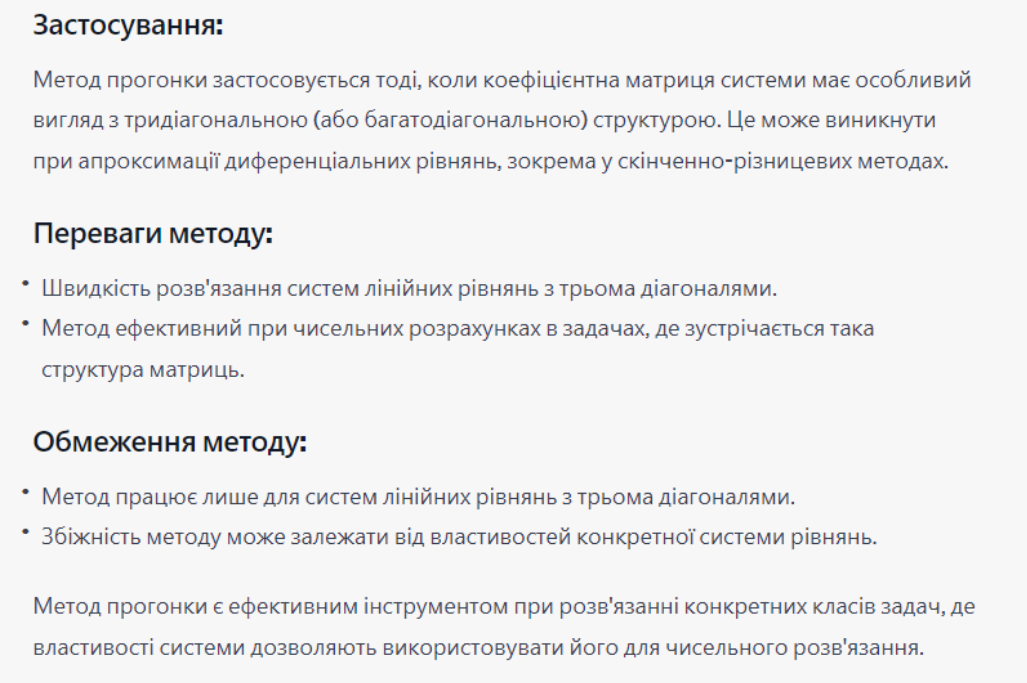 Застосування:
Метод прогонки застосовується тоді, коли коефіцієнтна матриця системи має особливий
вигляд з тридіагональною (або багатодіагональною) структурою. Це може виникнути
при апроксимації диференціальних рівнянь, зокрема у скінченно-різницевих методах.
Переваги методу:
• Швидкість розв'язання систем лінійних рівнянь з трьома діагоналями.
• Метод ефективний при чисельних розрахунках в задачах, де зустрічається така
структура матриць.
Обмеження методу:
• Метод працює лише для систем лінійних рівнянь з трьома діагоналями.
• Збіжність методу може залежати від властивостей конкретної системи рівнянь.
Метод прогонки є ефективним інструментом при розв'язанні конкретних класів задач, де
властивості системи дозволяють використовувати його для чисельного розв'язання.